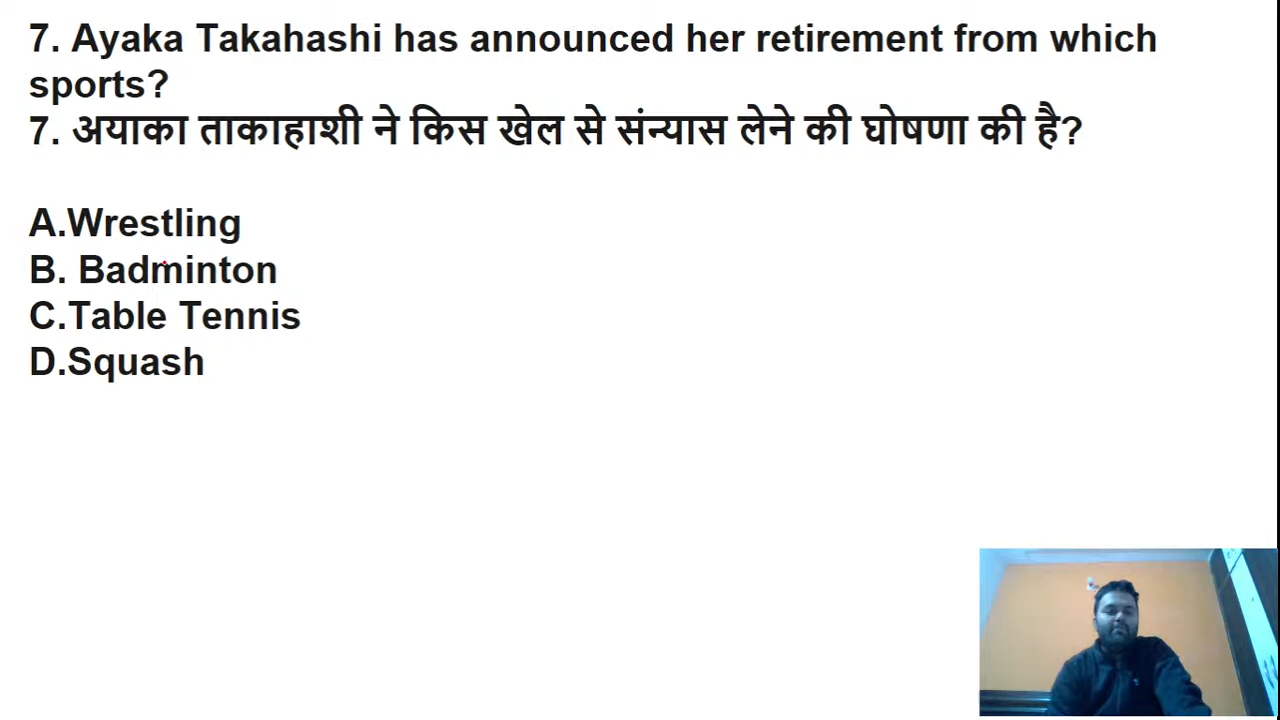 7. Ayaka Takahashi has announced her retirement from which
sports?
7. अयाका ताकाहाशी ने किस खेल से संन्यास लेने की घोषणा की है?
A.Wrestling
B. Badminton
C.Table Tennis
D.Squash